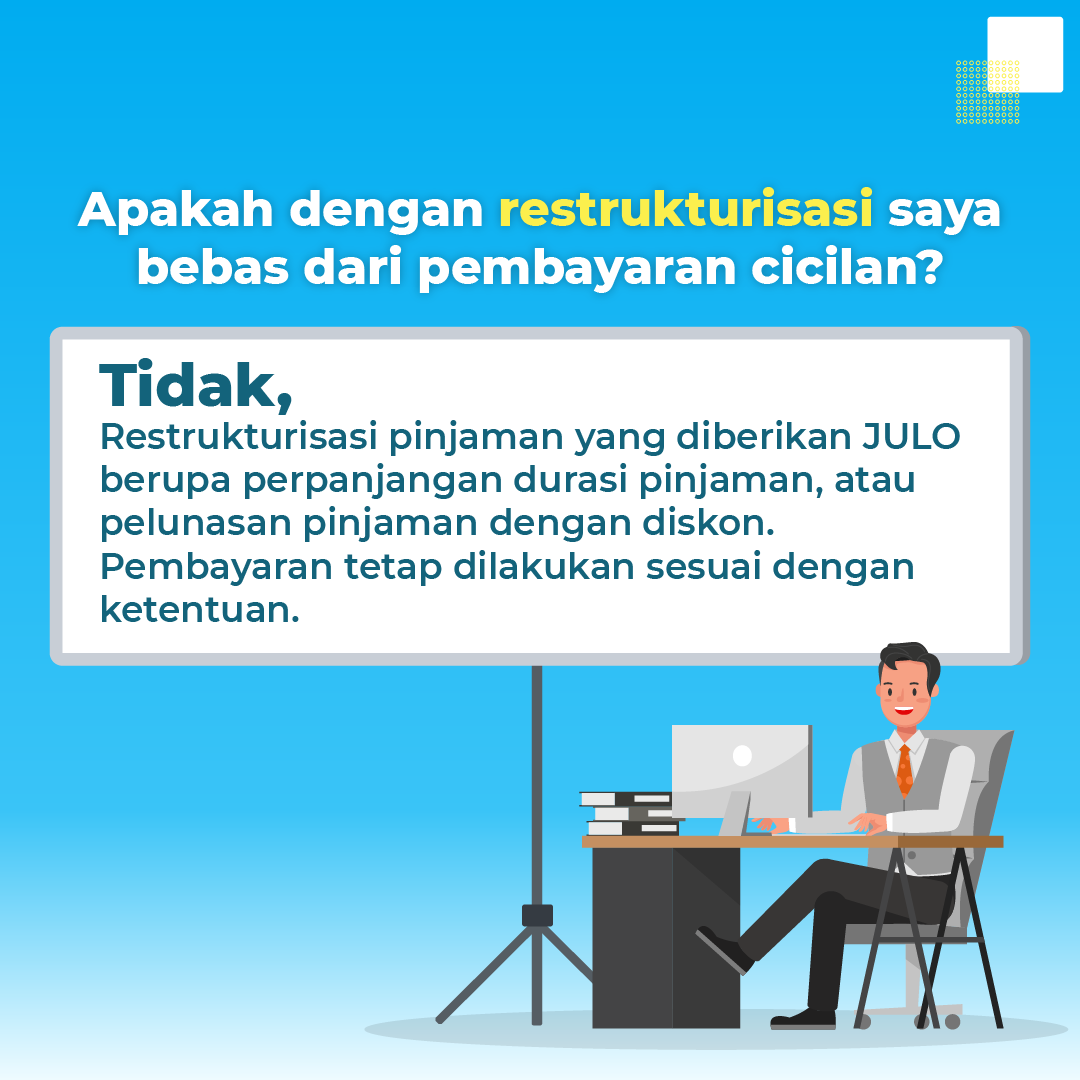 Apakah dengan restrukturisasi saya
bebas dari pembayaran cicilan?
Tidak,
Restrukturisasi pinjaman yang diberikan JULO
berupa perpanjangan durasi pinjaman, atau
pelunasan pinjaman dengan diskon.
Pembayaran tetap dilakukan sesuai dengan
ketentuan.